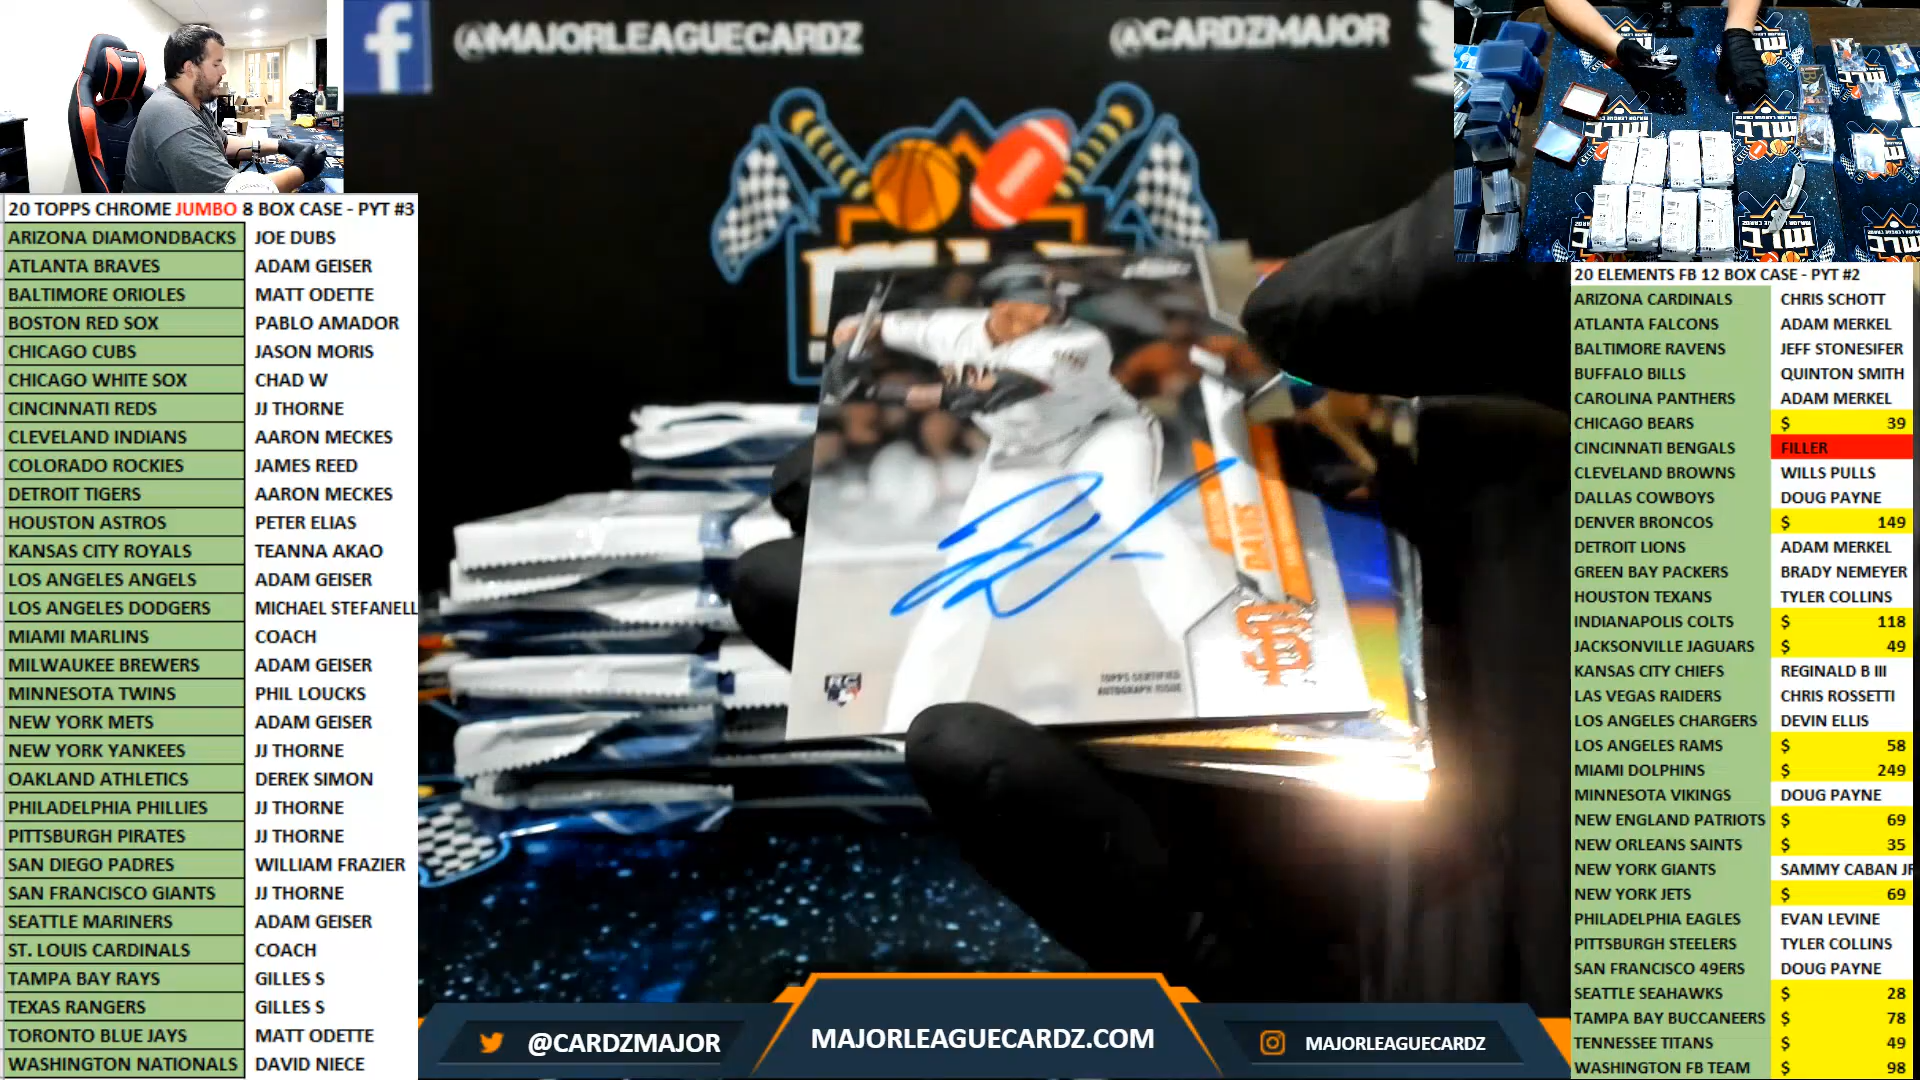 @MAJORLEAGUECARDZ
@CARDZMAJOR
20 TOPPS CHROME JUMBO 8 BOX CASE - PYT #3
ARIZONA DIAMONDBACKS JOE DUBS
ATLANTA BRAVES ADAM GEISER
BALTIMORE ORIOLES MATT ODETTE
BOSTON RED SOX PABLO AMADOR
CHICAGO CUBS JASON MORIS
CHICAGO WHITE SOX CHAD W
CINCINNATI REDS JJ THORNE
CLEVELAND INDIANS AARON MECKES
COLORADO ROCKIES JAMES REED
DETROIT TIGERS AARON MECKES
HOUSTON ASTROS PETER ELIAS
KANSAS CITY ROYALS TEANNA AKAO
LOS ANGELES ANGELS ADAM GEISER
LOS ANGELES DODGERS MICHAEL STEFANELL
MIAMI MARLINS COACH
MILWAUKEE BREWERS ADAM GEISER
MINNESOTA TWINS PHIL LOUCKS
NEW YORK METS ADAM GEISER
NEW YORK YANKEES JJ THORNE
OAKLAND ATHLETICS DEREK SIMON
PHILADELPHIA PHILLIES JJ THORNE
PITTSBURGH PIRATES JJ THORNE
SAN DIEGO PADRES WILLIAM FRAZIER
SAN FRANCISCO GIANTS JJ THORNE
SEATTLE MARINERS ADAM GEISER
ST. LOUIS CARDINALS COACH
TAMPA BAY RAYS GILLES S
TEXAS RANGERS GILLES S
TORONTO BLUE JAYS MATT ODETTE
WASHINGTON NATIONALS DAVID NIECE
RC
TOPPS CERTIFIED
AUTOGRAPH ISSUE
SF
@CARDZMAJOR
MAJORLEAGUECARDZ.COM
MAJORLEAGUECARDZ
20 ELEMENTS FB 12 BOX CASE - PYT #2
ARIZONA CARDINALS CHRIS SCHOTT
ATLANTA FALCONS ADAM MERKEL
BALTIMORE RAVENS JEFF STONESIFER
BUFFALO BILLS QUINTON SMITH
CAROLINA PANTHERS ADAM MERKEL
CHICAGO BEARS $ 39
CINCINNATI BENGALS FILLER
CLEVELAND BROWNS WILLS PULLS
DALLAS COWBOYS DOUG PAYNE
DENVER BRONCOS $ 149
DETROIT LIONS ADAM MERKEL
GREEN BAY PACKERS BRADY NEMEYER
HOUSTON TEXANS TYLER COLLINS
INDIANAPOLIS COLTS $ 118
JACKSONVILLE JAGUARS $ 49
KANSAS CITY CHIEFS REGINALD B III
LAS VEGAS RAIDERS CHRIS ROSSETTI
LOS ANGELES CHARGERS DEVIN ELLIS
LOS ANGELES RAMS $ 58
MIAMI DOLPHINS $ 249
MINNESOTA VIKINGS DOUG PAYNE
NEW ENGLAND PATRIOTS $ 69
NEW ORLEANS SAINTS $ 35
NEW YORK GIANTS SAMMY CABAN JR
NEW YORK JETS $ 69
PHILADELPHIA EAGLES EVAN LEVINE
PITTSBURGH STEELERS TYLER COLLINS
SAN FRANCISCO 49ERS DOUG PAYNE
SEATTLE SEAHAWKS $ 28
TAMPA BAY BUCCANEERS $ 78
TENNESSEE TITANS $ 49
WASHINGTON FB TEAM $ 98